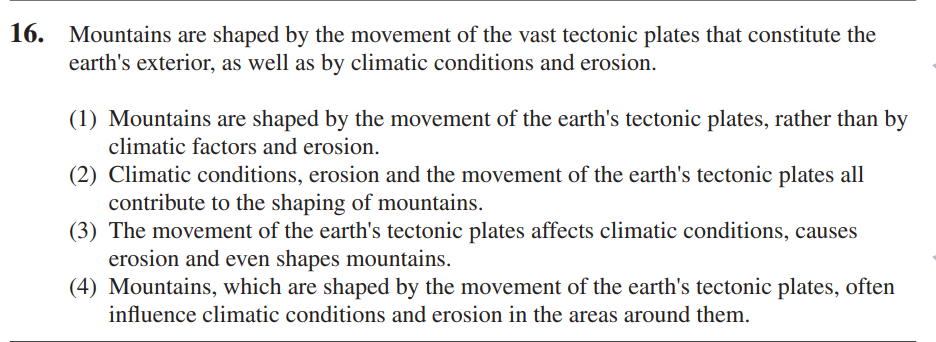 16. Mountains are shaped by the movement of the vast tectonic plates that constitute the
earth's exterior, as well as by climatic conditions and erosion.
(1) Mountains are shaped by the movement of the earth's tectonic plates, rather than by
climatic factors and erosion.
(2) Climatic conditions, erosion and the movement of the earth's tectonic plates all
contribute to the shaping of mountains.
(3) The movement of the earth's tectonic plates affects climatic conditions, causes
erosion and even shapes mountains.
(4) Mountains, which are shaped by the movement of the earth's tectonic plates, often
influence climatic conditions and erosion in the areas around them.